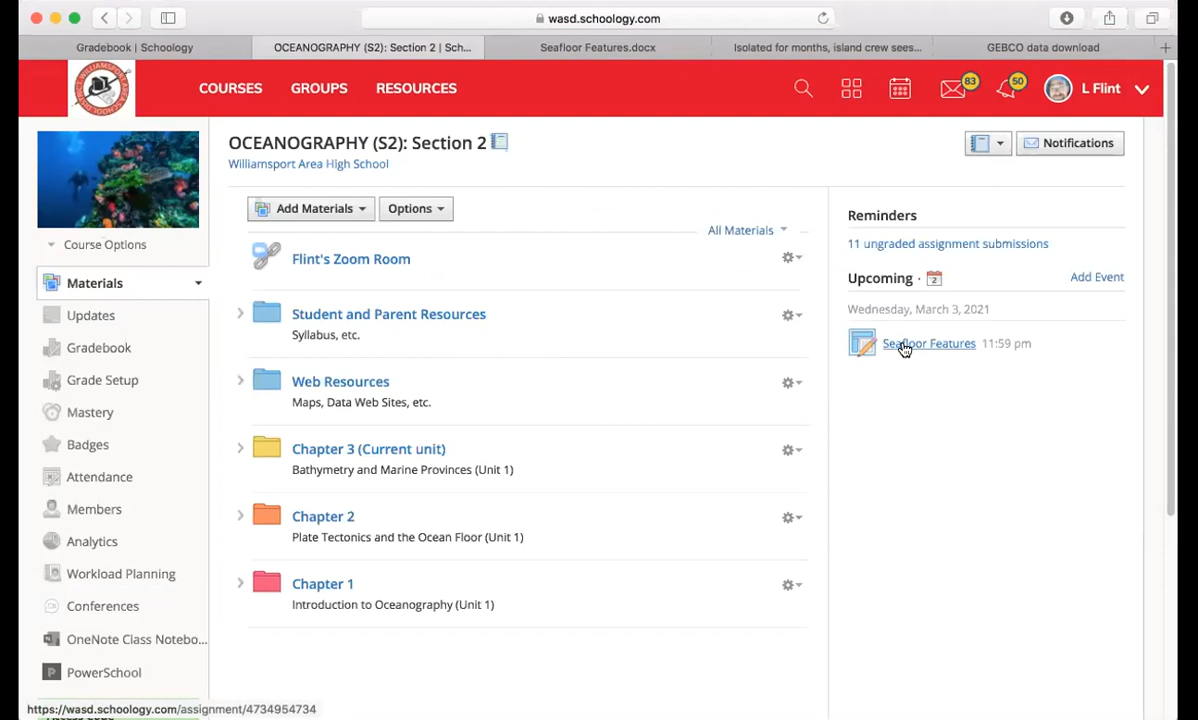 wasd.schoology.com
Gradebook | Schoology
OCEANOGRAPHY (S2): Section 2 | Sch...
Seafloor Features.docx
Isolated for months, island crew sees...
GEBCO data download
COURSES
GROUPS
RESOURCES
83
50
L Flint
OCEANOGRAPHY (S2): Section 2
Williamsport Area High School
Notifications
Course Options
Materials
Updates
Gradebook
Grade Setup
Mastery
Badges
Attendance
Members
Analytics
Workload Planning
Conferences
OneNote Class Notebo...
PowerSchool
Add Materials
Options
All Materials
Flint's Zoom Room
Student and Parent Resources
Syllabus, etc.
Web Resources
Maps, Data Web Sites, etc.
Chapter 3 (Current unit)
Bathymetry and Marine Provinces (Unit 1)
Chapter 2
Plate Tectonics and the Ocean Floor (Unit 1)
Chapter 1
Introduction to Oceanography (Unit 1)
Reminders
11 ungraded assignment submissions
Upcoming · 2
Add Event
Wednesday, March 3, 2021
Seafloor Features 11:59 pm
https://wasd.schoology.com/assignment/4734954734